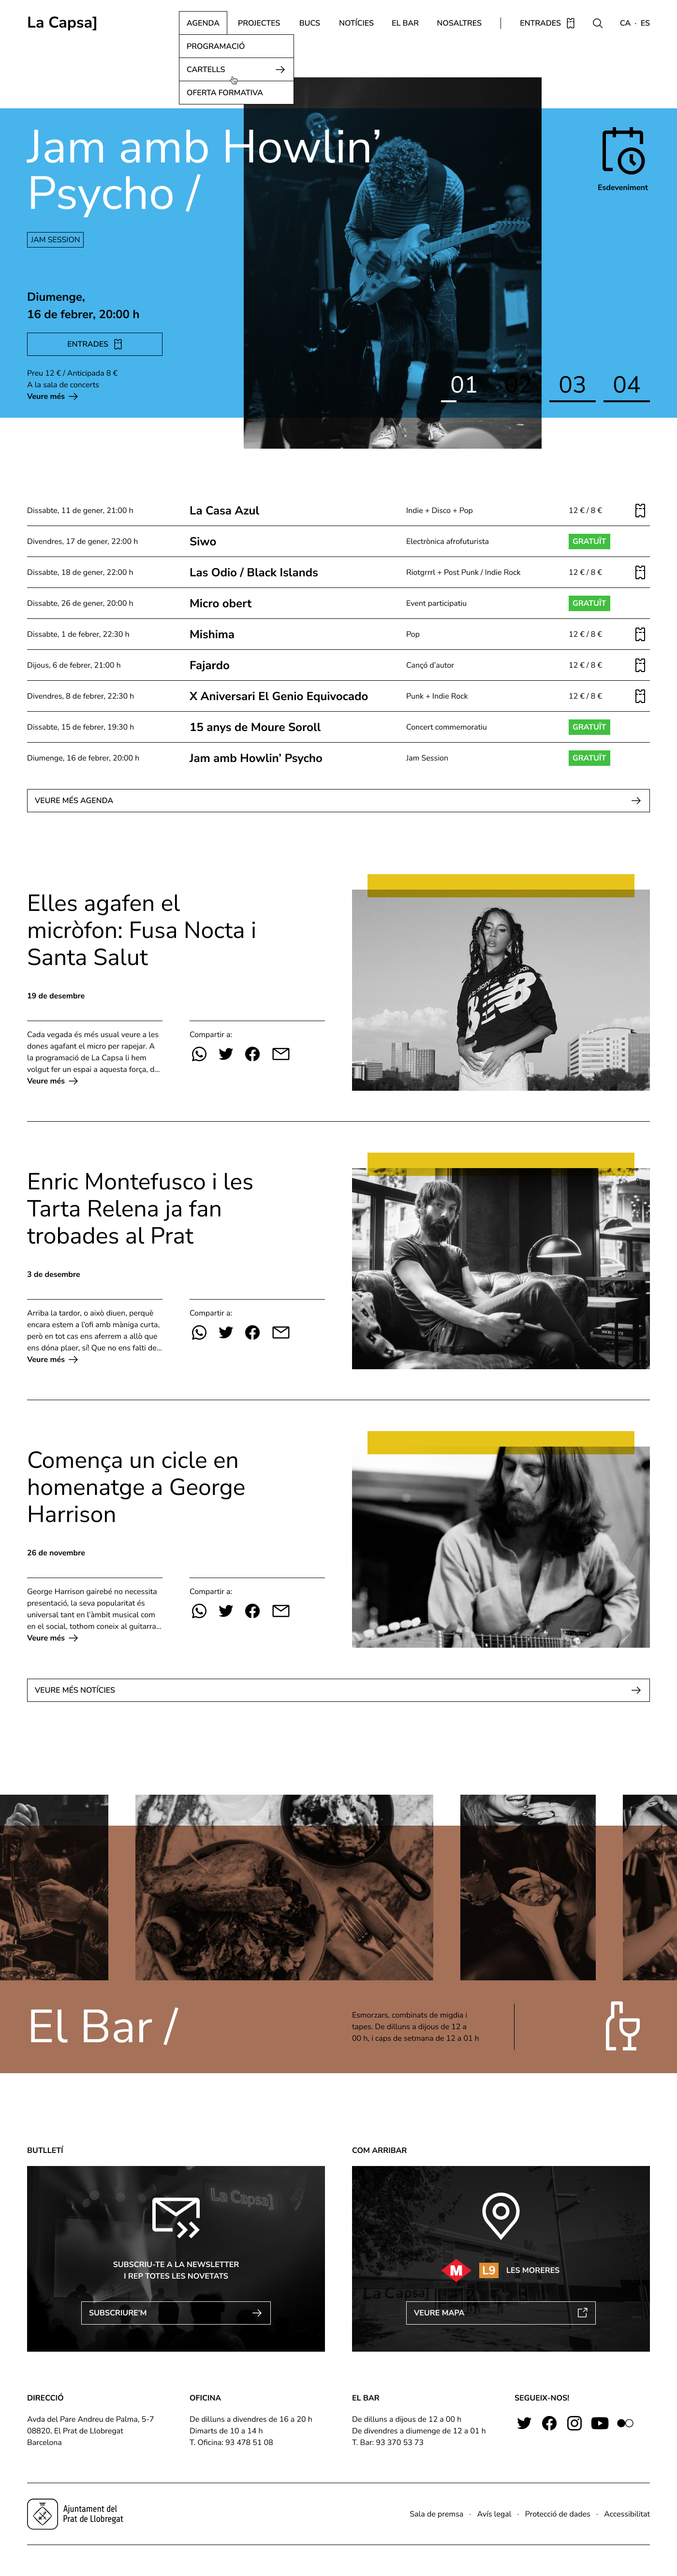 La Capsa]
AGENDA PROJECTES BUCS NOTÍCIES EL BAR NOSALTRES ENTRADES CA · ES
PROGRAMACIÓ
CARTELLS
OFERTA FORMATIVA
Jam amb Howlin’
Psycho /
Esdeveniment
JAM SESSION
Diumenge,
16 de febrer, 20:00 h
ENTRADES
Preu 12 € / Anticipada 8 €
A la sala de concerts
Veure més
01 02 03 04
Dissabte, 11 de gener, 21:00 h La Casa Azul Indie + Disco + Pop 12 € / 8 €
Divendres, 17 de gener, 22:00 h Siwo Electrònica afrofuturista GRATUÏT
Dissabte, 18 de gener, 22:00 h Las Odio / Black Islands Riotgrrrl + Post Punk / Indie Rock 12 € / 8 €
Dissabte, 26 de gener, 20:00 h Micro obert Event participatiu GRATUÏT
Dissabte, 1 de febrer, 22:30 h Mishima Pop 12 € / 8 €
Dijous, 6 de febrer, 21:00 h Fajardo Cançó d’autor 12 € / 8 €
Divendres, 8 de febrer, 22:30 h X Aniversari El Genio Equivocado Punk + Indie Rock 12 € / 8 €
Dissabte, 15 de febrer, 19:30 h 15 anys de Moure Soroll Concert commemoratiu GRATUÏT
Diumenge, 16 de febrer, 20:00 h Jam amb Howlin’ Psycho Jam Session GRATUÏT
VEURE MÉS AGENDA
Elles agafen el
micròfon: Fusa Nocta i
Santa Salut
19 de desembre
Cada vegada és més usual veure a les
dones agafant el micro per rapejar. A
la programació de La Capsa li hem
volgut fer un espai a aquesta força, d...
Veure més
Compartir a:
Enric Montefusco i les
Tarta Relena ja fan
trobades al Prat
3 de desembre
Arriba la tardor, o això diuen, perquè
encara estem a l’ofi amb màniga curta,
però en tot cas ens aferrem a allò que
ens dóna plaer, sí! Que no ens falti de...
Veure més
Compartir a:
Comença un cicle en
homenatge a George
Harrison
26 de novembre
George Harrison gairebé no necessita
presentació, la seva popularitat és
universal tant en l’àmbit musical com
en el social, tothom coneix al guitarra...
Veure més
Compartir a:
VEURE MÉS NOTÍCIES
El Bar /
Esmorzars, combinats de migdia i
tapes. De dilluns a dijous de 12 a
00 h, i caps de setmana de 12 a 01 h
BUTLLETÍ
La Capsa]
SUBSCRIU-TE A LA NEWSLETTER
I REP TOTES LES NOVETATS
SUBSCRIURE'M
COM ARRIBAR
M L9 LES MORERES
La Capsa]
VEURE MAPA
DIRECCIÓ
Avda del Pare Andreu de Palma, 5-7
08820, El Prat de Llobregat
Barcelona
OFICINA
De dilluns a divendres de 16 a 20 h
Dimarts de 10 a 14 h
T. Oficina: 93 478 51 08
EL BAR
De dilluns a dijous de 12 a 00 h
De divendres a diumenge de 12 a 01 h
T. Bar: 93 370 53 73
SEGUEIX-NOS!
Ajuntament del
Prat de Llobregat
Sala de premsa · Avís legal · Protecció de dades · Accessibilitat